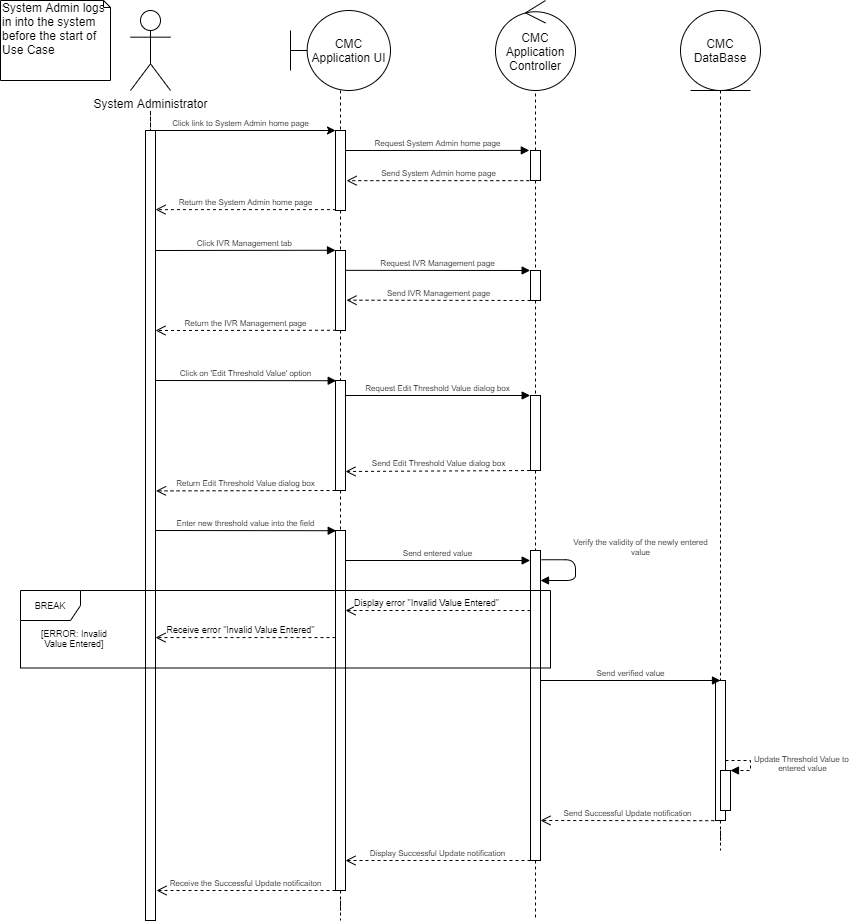 System Admin logs
in into the system
before the start of
Use Case
System Administrator
CMC
Application UI
CMC
Application
Controller
CMC
DataBase
Click link to System Admin home page
Request System Admin home page
Send System Admin home page
Return the System Admin home page
Click IVR Management tab
Request IVR Management page
Send IVR Management page
Return the IVR Management page
Click on 'Edit Threshold Value' option
Request Edit Threshold Value dialog box
Send Edit Threshold Value dialog box
Return Edit Threshold Value dialog box
Enter new threshold value into the field
Send entered value
Verify the validity of the newly entered
value
BREAK
[ERROR: Invalid
Value Entered]
Display error "Invalid Value Entered"
Receive error "Invalid Value Entered"
Send verified value
Update Threshold Value to
entered value
Send Successful Update notification
Display Successful Update notification
Receive the Successful Update notificaiton